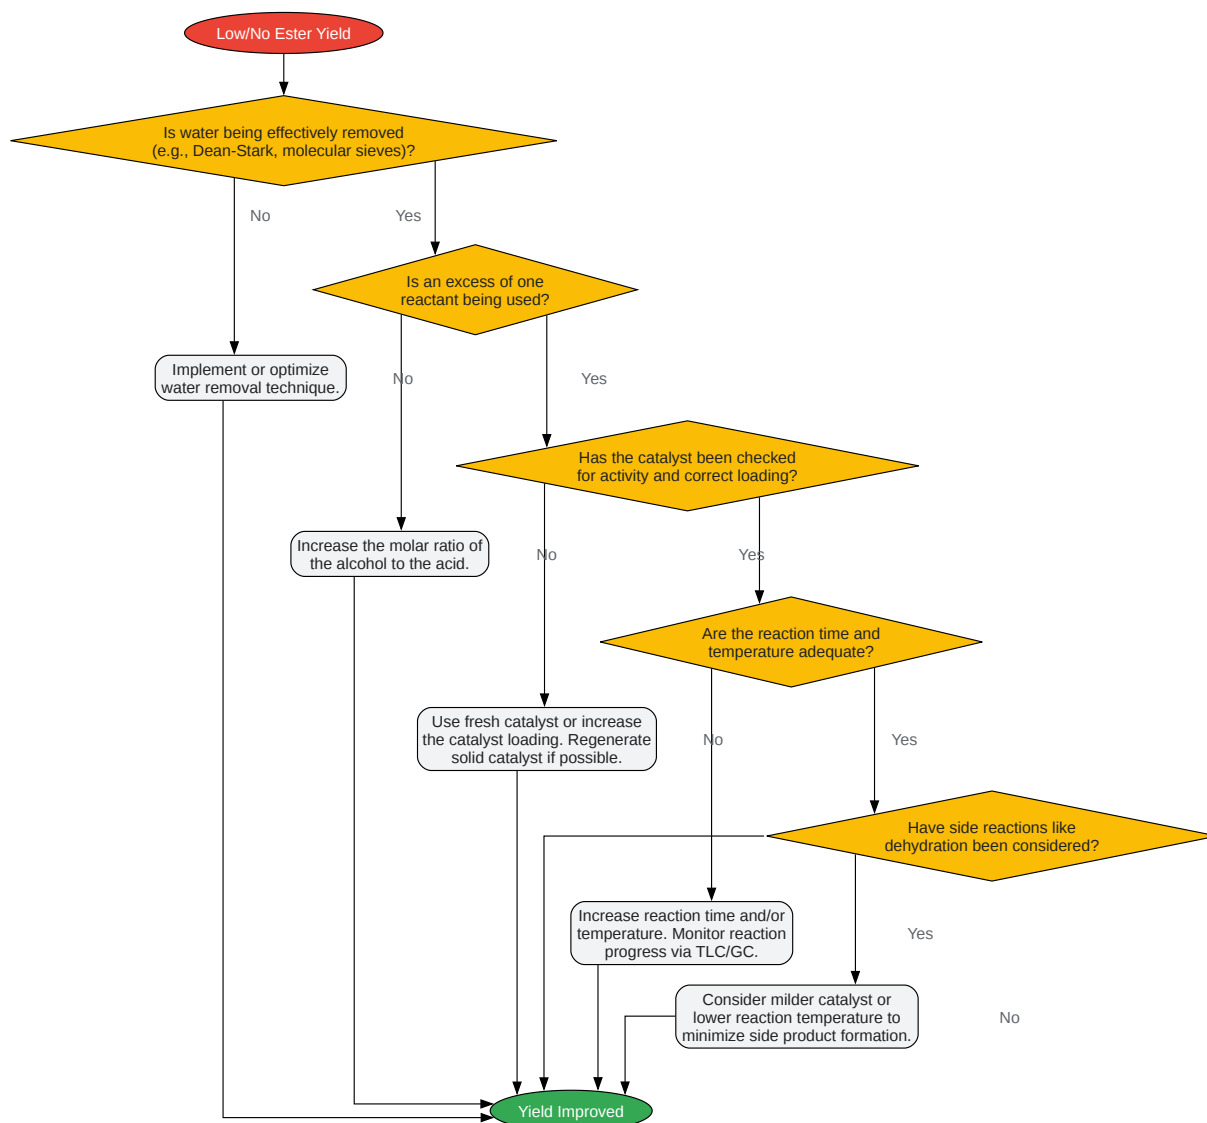 Low/No Ester Yield
Is water being effectively removed
(e.g., Dean-Stark, molecular sieves)?
No
Yes
Is an excess of one
reactant being used?
Implement or optimize
water removal technique.
No
Yes
Has the catalyst been checked
for activity and correct loading?
Increase the molar ratio of
the alcohol to the acid.
No
Yes
Are the reaction time and
temperature adequate?
Use fresh catalyst or increase
the catalyst loading. Regenerate
solid catalyst if possible.
No
Yes
Have side reactions like
dehydration been considered?
Increase reaction time and/or
temperature. Monitor reaction
progress via TLC/GC.
Yes
Consider milder catalyst or
lower reaction temperature to
minimize side product formation.
No
Yield Improved